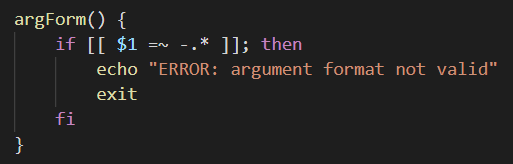 argForm() {
    if [[ $1 =~ -.* ]]; then
        echo "ERROR: argument format not valid"
        exit
    fi
}